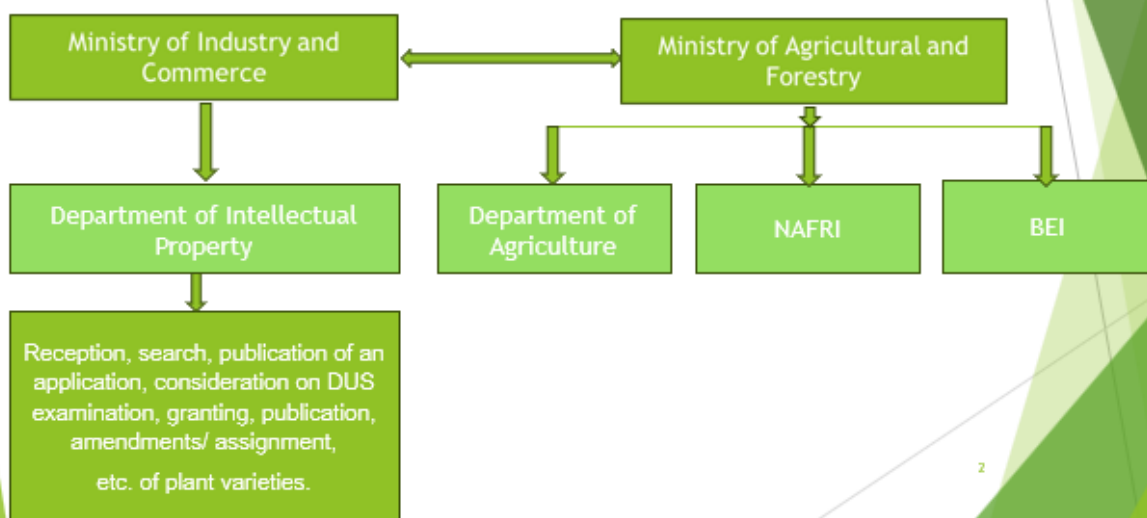 Ministry of Industry and
Commerce
Ministry of Agricultural and
Forestry
Department of Intellectual
Property
Department of
Agriculture
NAFRI
BEI
Reception, search, publication of an
application, consideration on DUS
examination, granting, publication,
amendments/ assignment,
etc. of plant varieties.
2